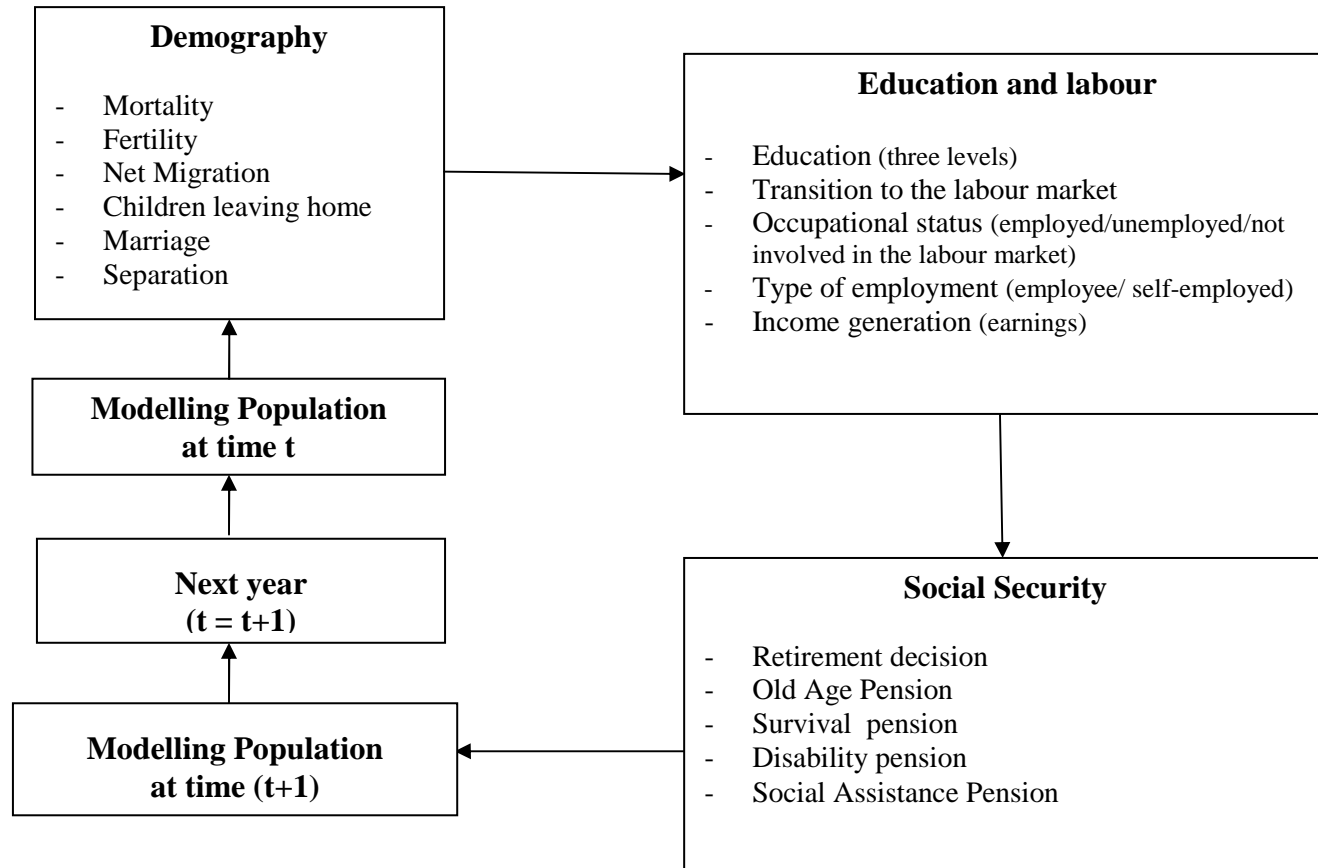 Demography
- Mortality
- Fertility
- Net Migration
- Children leaving home
- Marriage
- Separation
Education and labour
- Education (three levels)
- Transition to the labour market
- Occupational status (employed/unemployed/not
involved in the labour market)
- Type of employment (employee/ self-employed)
- Income generation (earnings)
Modelling Population
at time t
Next year
(t = t+1)
Social Security
- Retirement decision
- Old Age Pension
- Survival  pension
- Disability pension
- Social Assistance Pension
Modelling Population
at time (t+1)